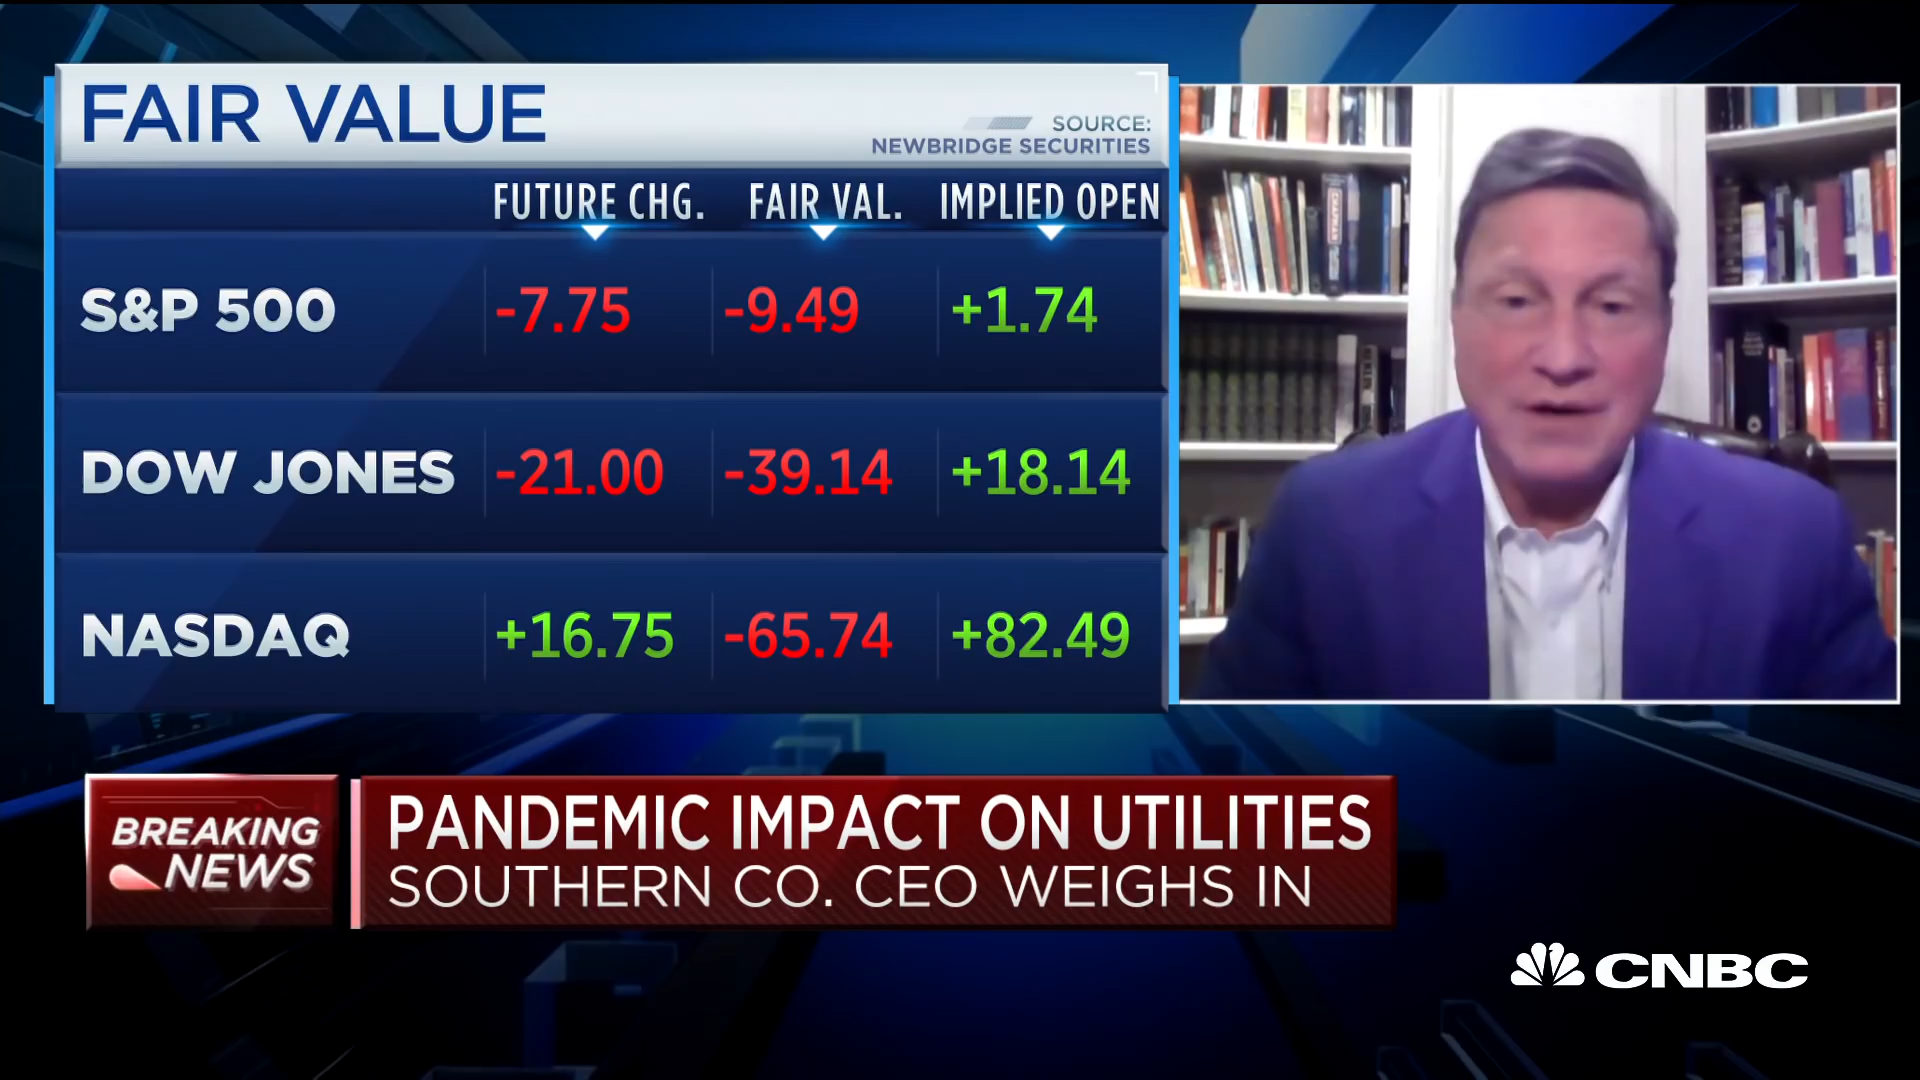 FAIR VALUE
SOURCE:
NEWBRIDGE SECURITIES
FUTURE CHG. FAIR VAL. IMPLIED OPEN
S&P 500 -7.75 -9.49 +1.74
DOW JONES -21.00 -39.14 +18.14
NASDAQ +16.75 -65.74 +82.49
BREAKING
NEWS
PANDEMIC IMPACT ON UTILITIES
SOUTHERN CO. CEO WEIGHS IN
CNBC